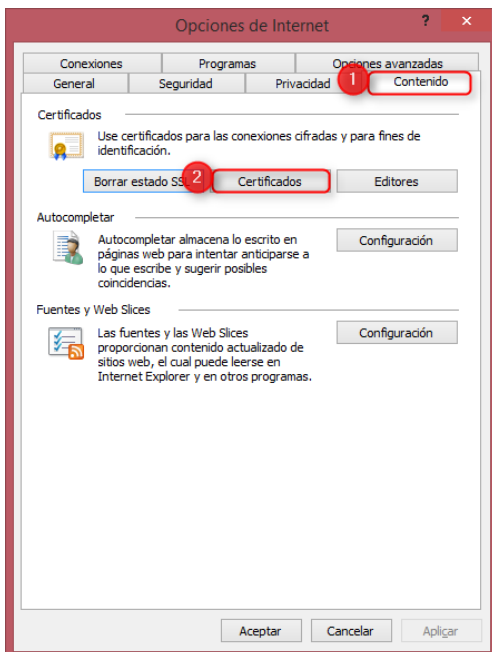 Opciones de Internet
? ×
Conexiones Programas Opciones avanzadas
General Seguridad Privacidad 1 Contenido
Certificados
Use certificados para las conexiones cifradas y para fines de
identificación.
Borrar estado SSL 2 Certificados Editores
Autocompletar
Autocompletar almacena lo escrito en
páginas web para intentar anticiparse a
lo que escribe y sugerir posibles
coincidencias.
Configuración
Fuentes y Web Slices
Las fuentes y las Web Slices
proporcionan contenido actualizado de
sitios web, el cual puede leerse en
Internet Explorer y en otros programas.
Configuración
Aceptar Cancelar Aplicar